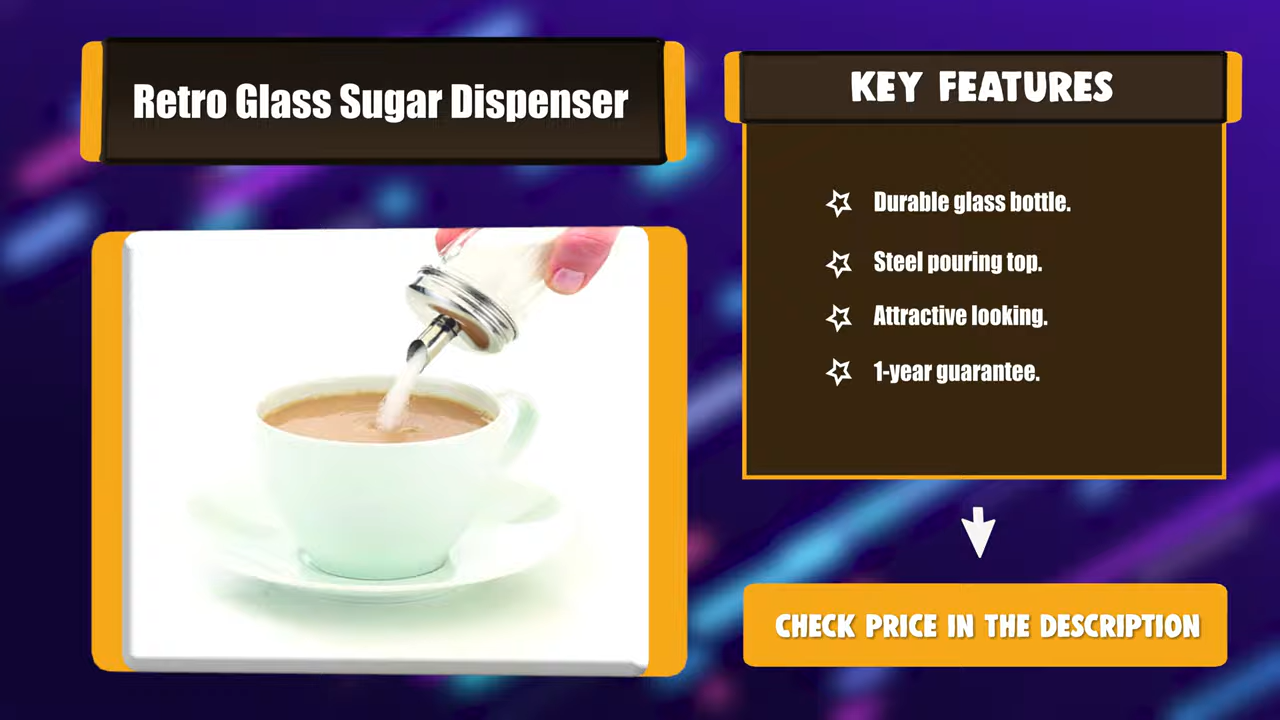 Retro Glass Sugar Dispenser
KEY FEATURES
Durable glass bottle.
Steel pouring top.
Attractive looking.
1-year guarantee.
CHECK PRICE IN THE DESCRIPTION